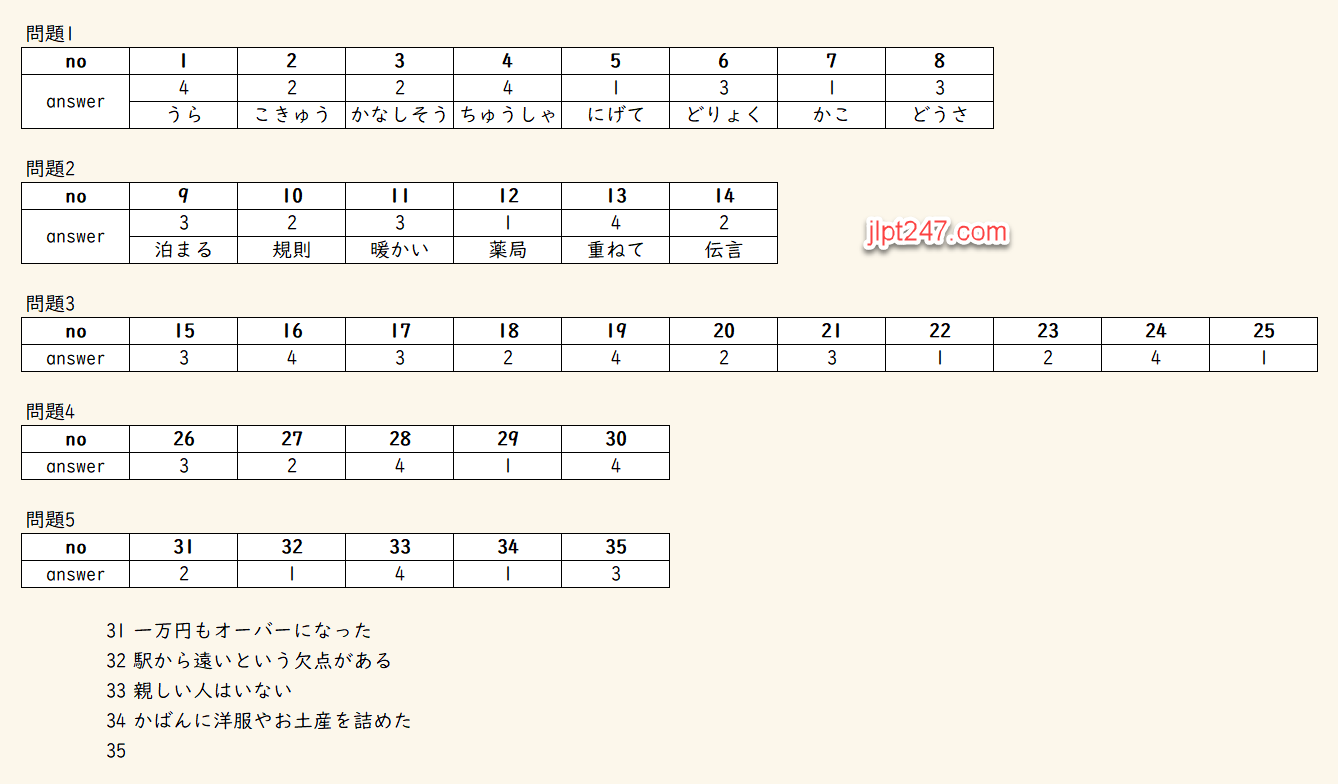 問題1
no 1 2 3 4 5 6 7 8
answer 4 2 2 4 1 3 1 3
うら こきゅう かなしそう ちゅうしゃ にげて どりょく かこ どうさ
問題2
no 9 10 11 12 13 14
answer 3 2 3 1 4 2
泊まる 規則 暖かい 薬局 重ねて 伝言
jlpt247.com
問題3
no 15 16 17 18 19 20 21 22 23 24 25
answer 3 4 3 2 4 2 3 1 2 4 1
問題4
no 26 27 28 29 30
answer 3 2 4 1 4
問題5
no 31 32 33 34 35
answer 2 1 4 1 3
31 一万円もオーバーになった
32 駅から遠いという欠点がある
33 親しい人はいない
34 かばんに洋服やお土産を詰めた
35